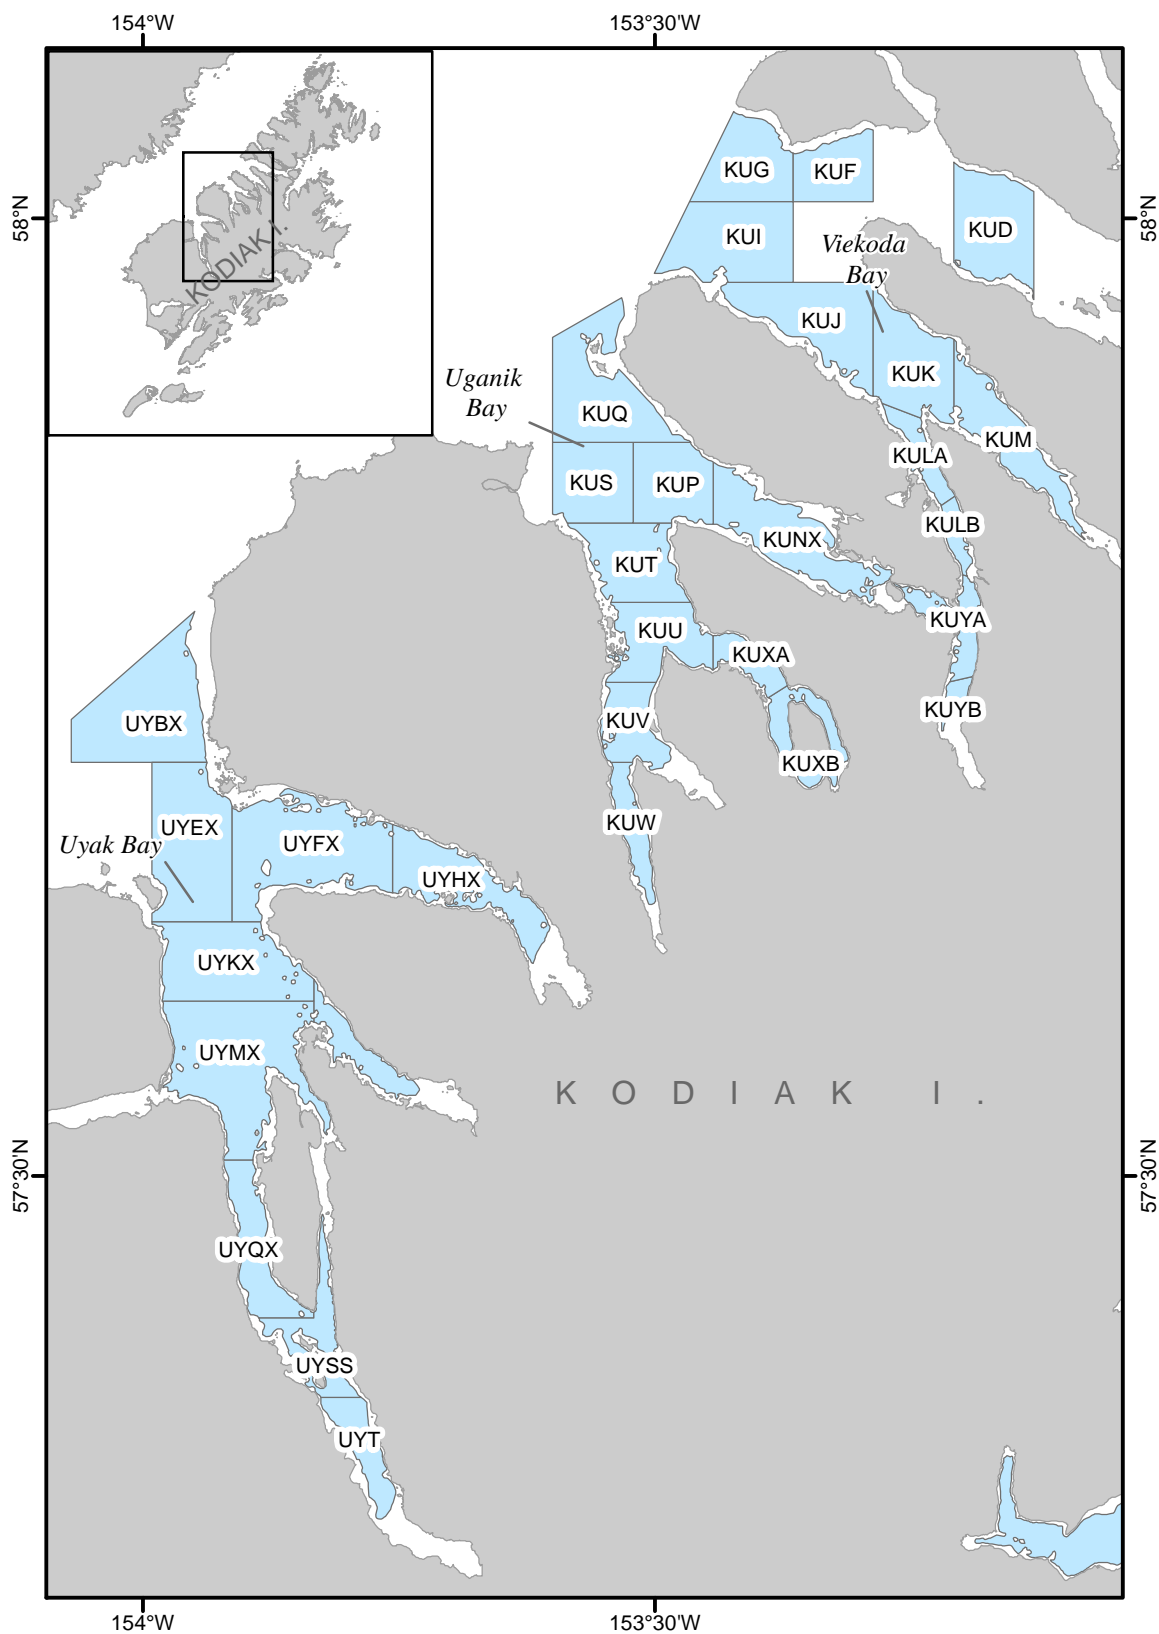 154°W
153°30'W
KODIAK I.
KUG
KUF
58°N
58°N
KUD
KUI
Viekoda
Bay
KUJ
KUK
Uganik
Bay
KUQ
KUM
KULA
KUS
KUP
KULB
KUNX
KUT
KUYA
KUU
KUXA
KUYB
UYBX
KUV
KUXB
KUW
UYEX
Uyak Bay
UYFX
UYHX
UYKX
UYMX
KODIAK I.
57°30'N
57°30'N
UYQX
UYSS
UYT
154°W
153°30'W